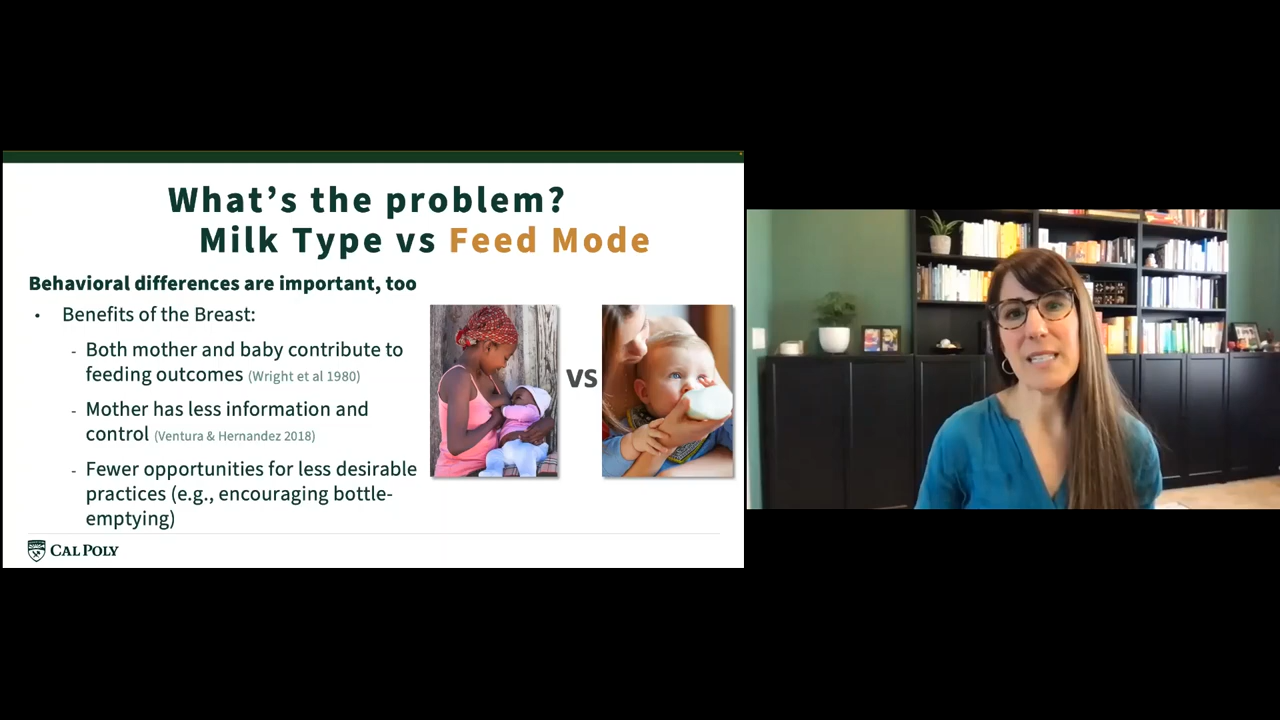 What's the problem?
Milk Type vs Feed Mode
Behavioral differences are important, too
• Benefits of the Breast:
- Both mother and baby contribute to
feeding outcomes (Wright et al 1980)
- Mother has less information and
control (Ventura & Hernandez 2018)
- Fewer opportunities for less desirable
practices (e.g., encouraging bottle-
emptying)
VS
CAL POLY